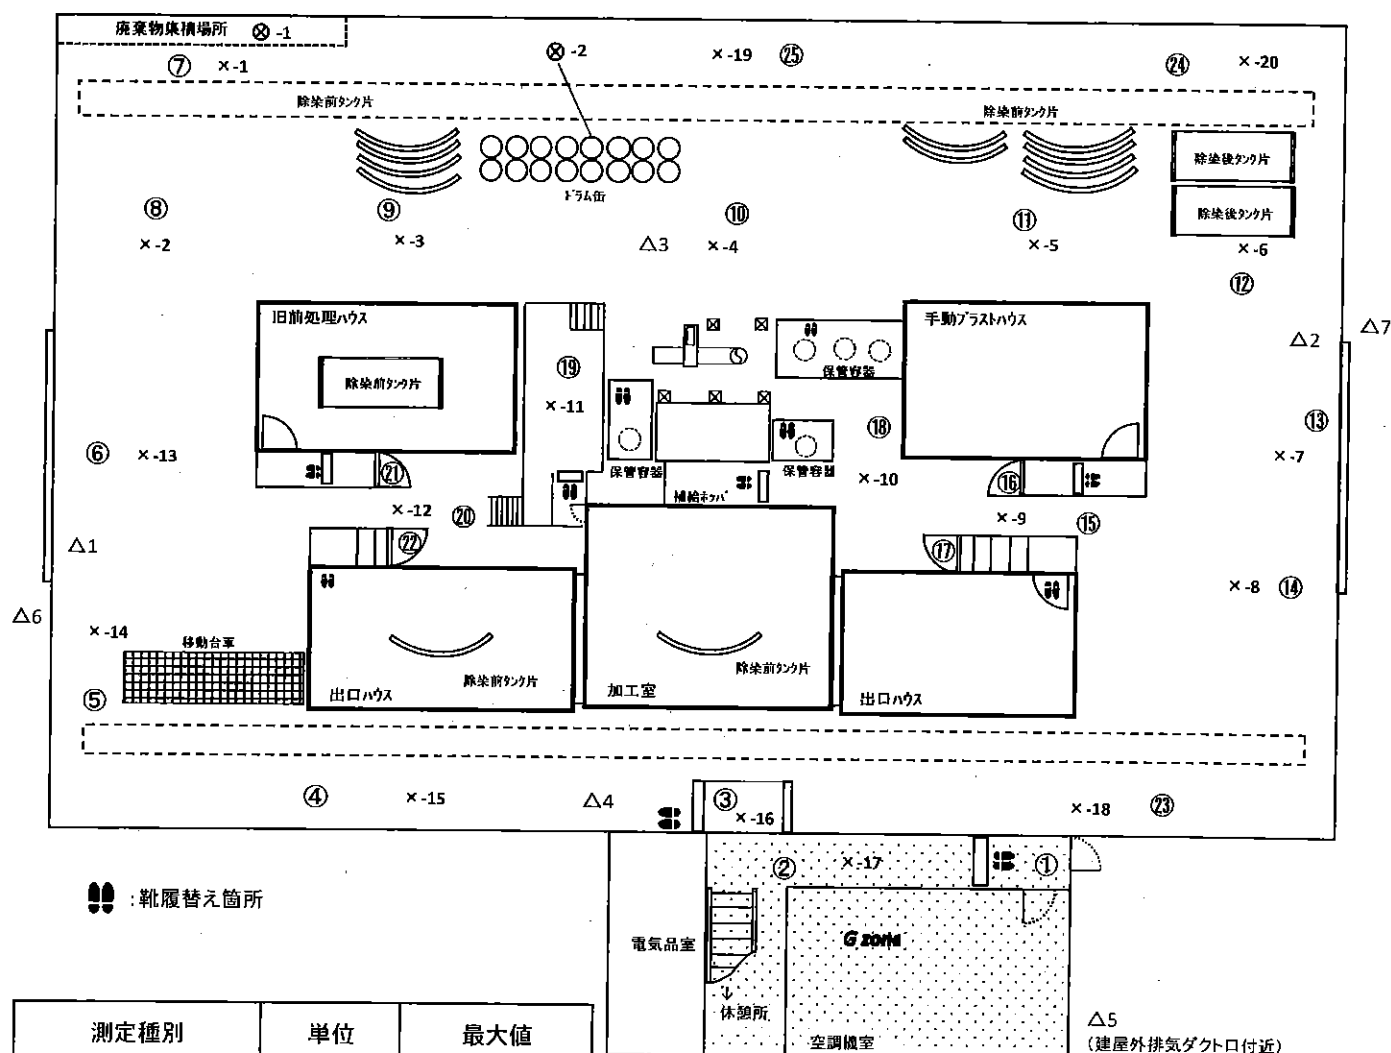 廃棄物集積場所 ⊗ -1
⊗ -2
× -19 ㉕
㉔ × -20
⑦ × -1
除染前タンク片
除染前タンク片
除染後タンク片
除染後タンク片
ドラム缶
⑧
⑨
⑩
⑪
× -2
× -3
△3 × -4
× -5
× -6
⑫
旧前処理ハウス
手動ブラストハウス
△2 △7
除染前タンク片
⑲
保管容器
× -11
⑱
⑬
⑥ × -13
㉑
保管容器
保管容器
× -10
⑯
× -7
補給ホッパ
× -12 ⑳
× -9 ⑮
△1
㉒
⑰
× -8 ⑭
△6
× -14
移動台車
除染前タンク片
除染前タンク片
出口ハウス
加工室
出口ハウス
⑤
④ × -15
△4
③
× -16
× -18 ㉓
② × -17
①
:靴履替え箇所
電気品室
G zone
↓
休憩所
空調機室
△5
(建屋外排気ダクト口付近)
測定種別 単位 最大値